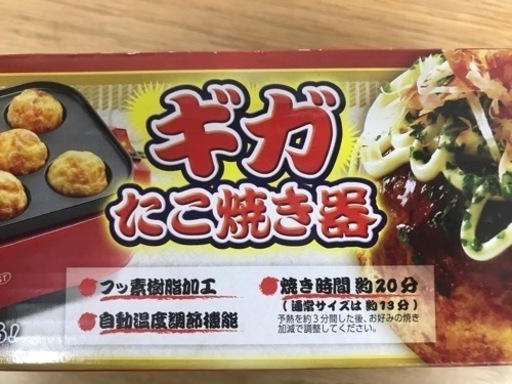 ギガ
たこ焼き器
フッ素樹脂加工
自動温度調節機能
焼き時間 約20分
(通常サイズは 約13分)
予熱を約3分間した後、お好みの焼き
加減で調整してください。